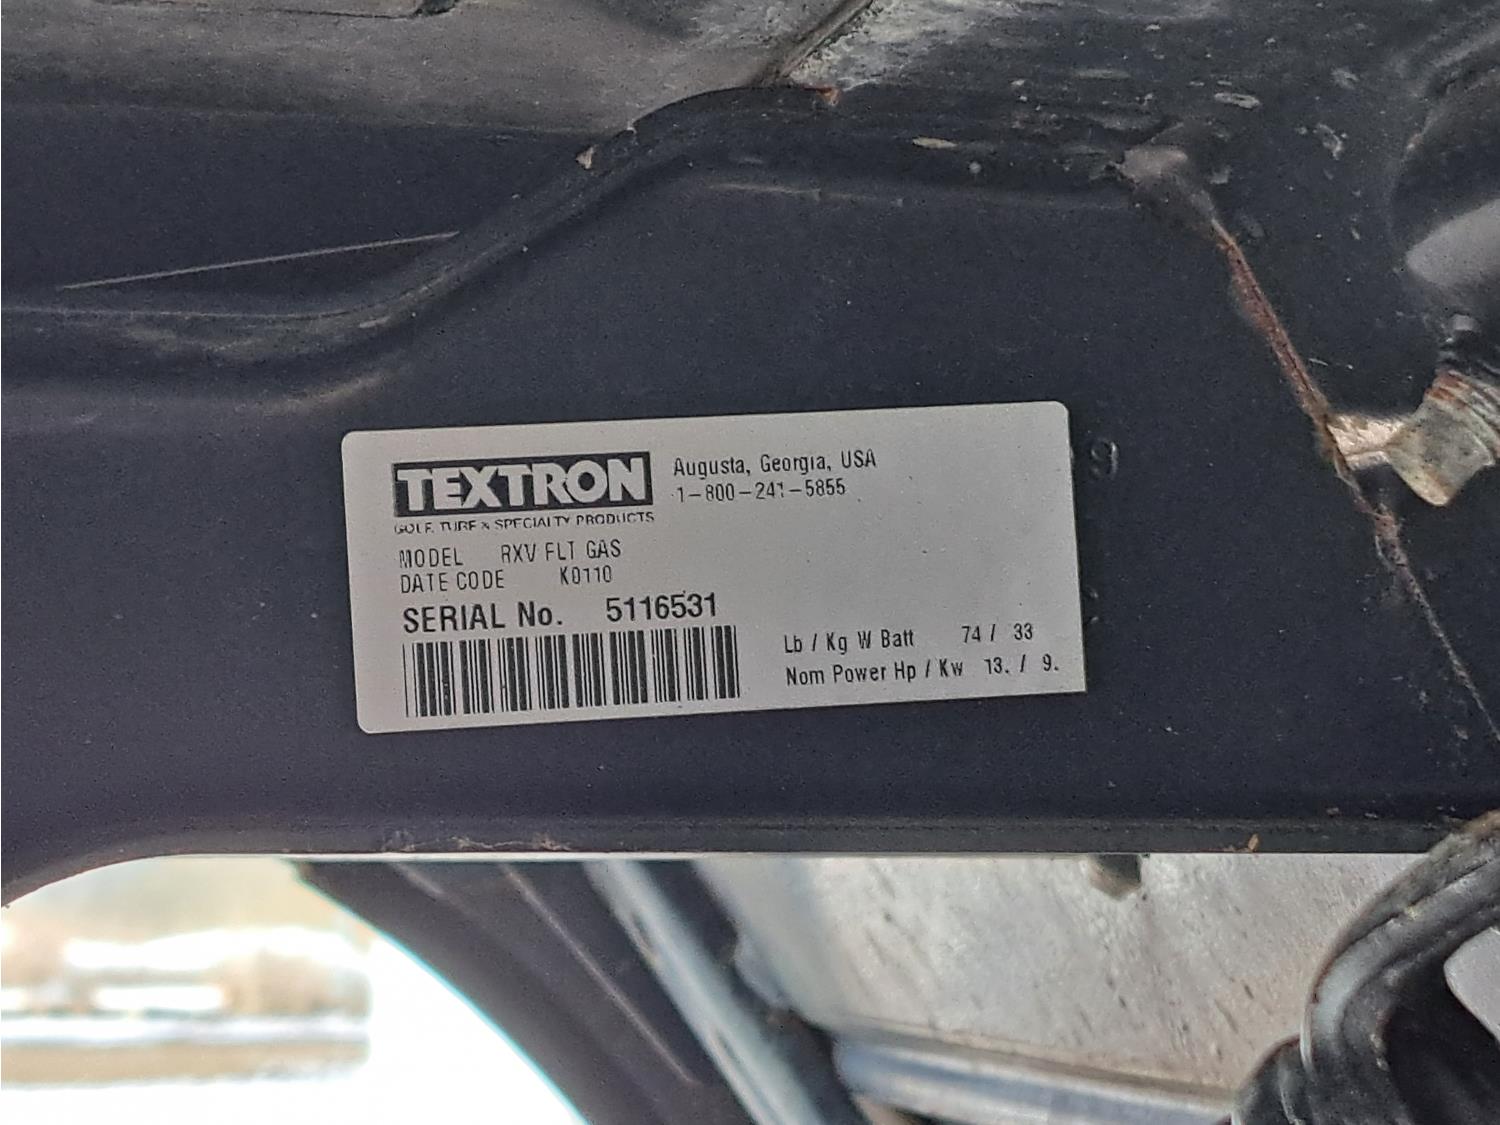 TEXTRON
GOLF, TURF & SPECIALTY PRODUCTS
Augusta, Georgia, USA
1-800-241-5855
MODEL RXV FLT GAS
DATE CODE K0110
SERIAL No. 5116531
Lb / Kg W Batt 74 / 33
Nom Power Hp / Kw 13. / 9.
9